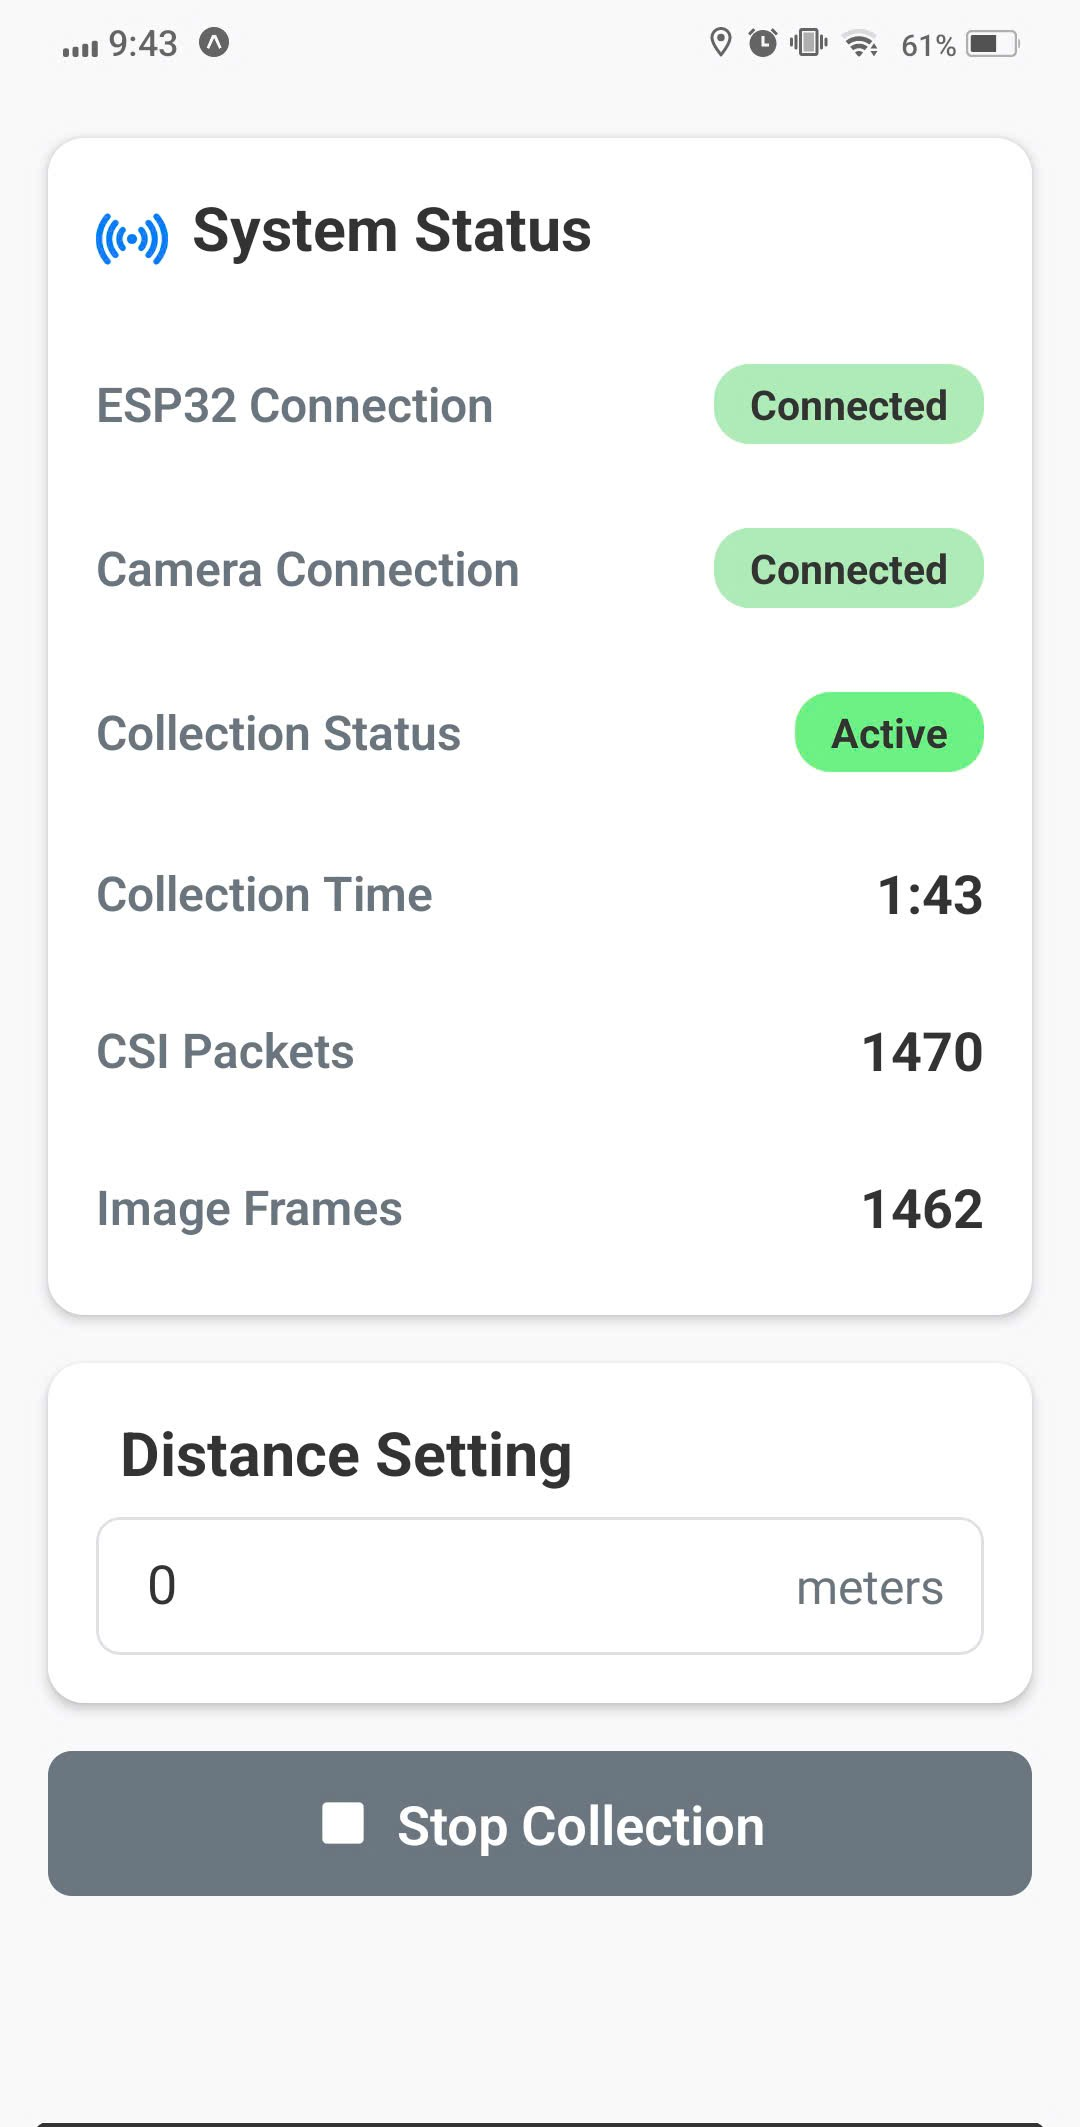 9:43 61%
System Status
ESP32 Connection Connected
Camera Connection Connected
Collection Status Active
Collection Time 1:43
CSI Packets 1470
Image Frames 1462
Distance Setting
0 meters
Stop Collection